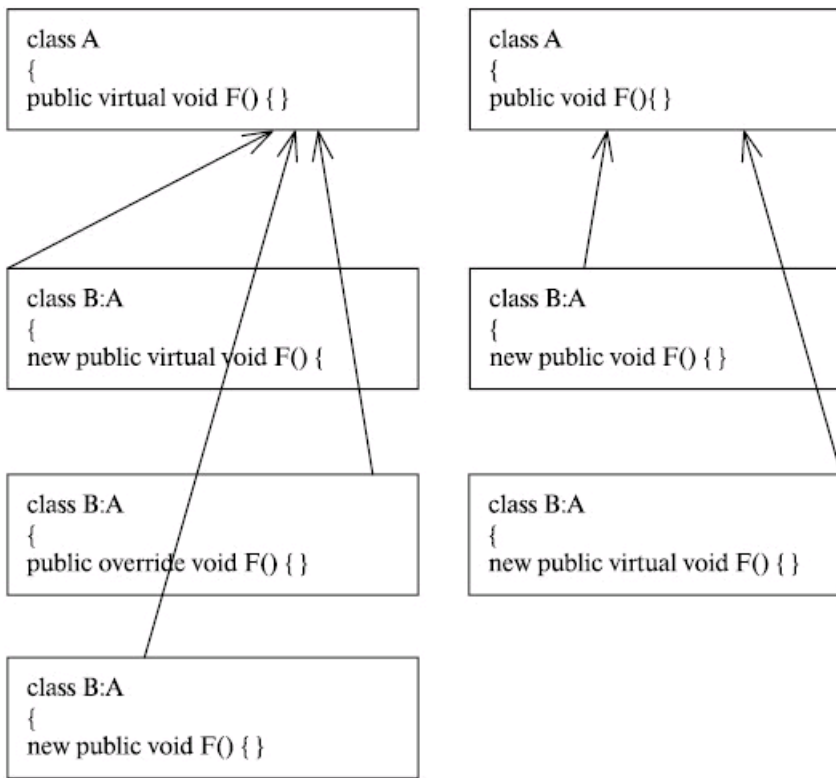 class A
{
public virtual void F() { }
class A
{
public void F(){ }
class B:A
{
new public virtual void F() {
class B:A
{
new public void F() { }
class B:A
{
public override void F() { }
class B:A
{
new public virtual void F() { }
class B:A
{
new public void F() { }